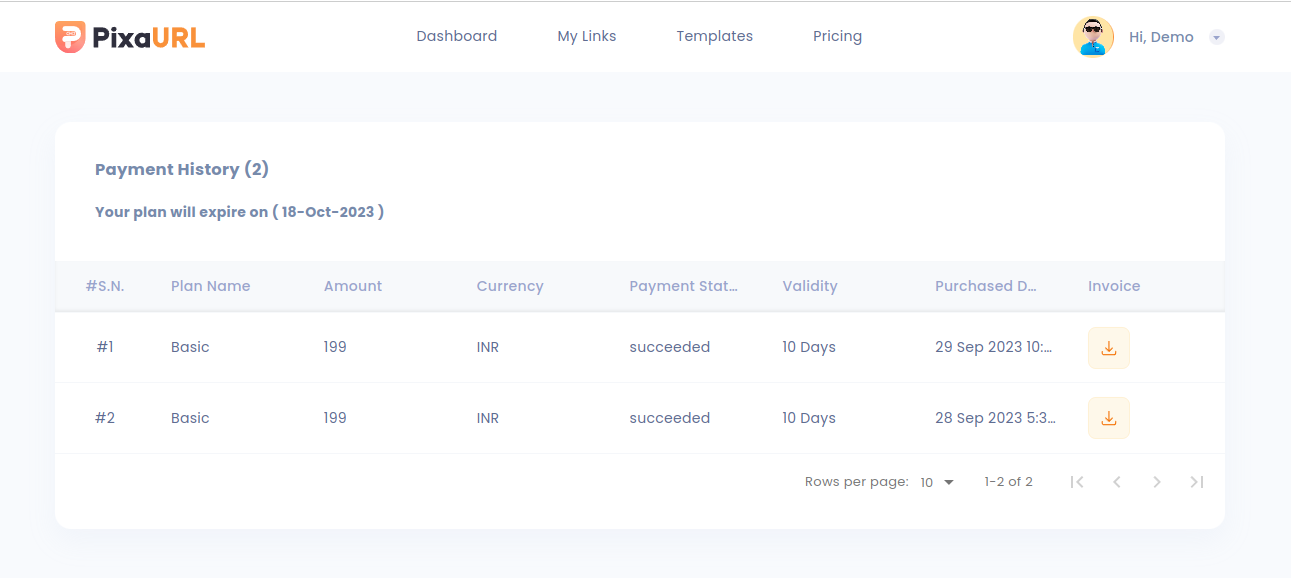 PixaURL Dashboard My Links Templates Pricing Hi, Demo
Payment History (2)
Your plan will expire on ( 18-Oct-2023 )
#S.N. Plan Name Amount Currency Payment Stat... Validity Purchased D... Invoice
#1 Basic 199 INR succeeded 10 Days 29 Sep 2023 10:...
#2 Basic 199 INR succeeded 10 Days 28 Sep 2023 5:3...
Rows per page: 10 1-2 of 2